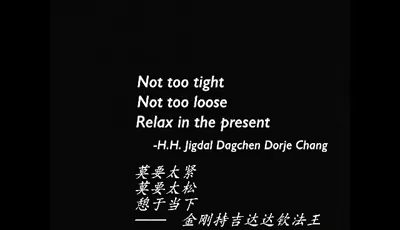 Not too tight
Not too loose
Relax in the present
-H.H. Jigdal Dagchen Dorje Chang
莫要太紧
莫要太松
憩于当下
—— 金刚持吉达达钦法王